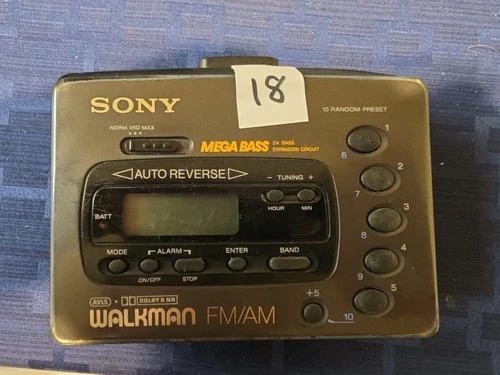 18
SONY
10 RANDOM PRESET
NORM MID MAX
MEGA BASS 2X BASS EXPANSION CIRCUIT
1
6
◁AUTO REVERSE▷
− TUNING +
2
7
HOUR MIN
3
8
BATT
MODE ALARM ENTER BAND
4
9
ON/OFF STOP
5
10
+5
AVLS • DOLBY B NR
WALKMAN FM/AM